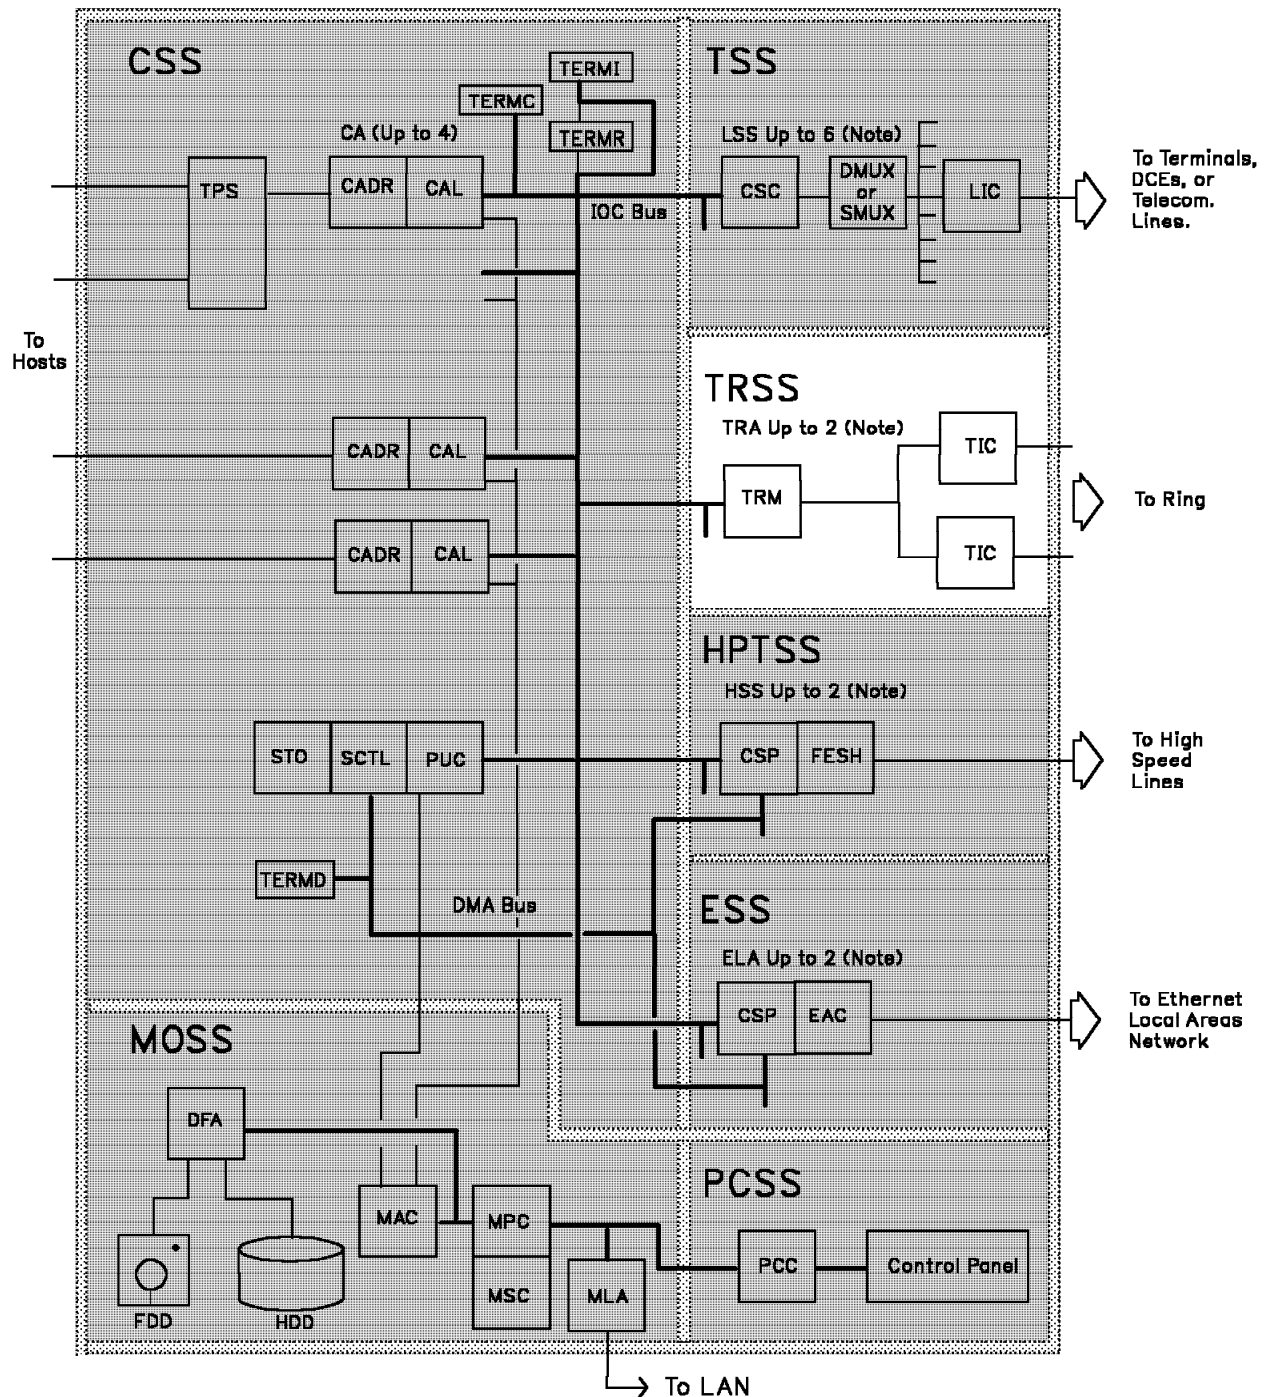 CSS
TERMI
TERMC
TERMR
CA (Up to 4)
TPS
CADR
CAL
IOC Bus
To
Hosts
CADR
CAL
CADR
CAL
STO
SCTL
PUC
TERMD
DMA Bus
TSS
LSS Up to 6 (Note)
CSC
DMUX
or
SMUX
LIC
To Terminals,
DCEs, or
Telecom.
Lines.
TRSS
TRA Up to 2 (Note)
TRM
TIC
TIC
To Ring
HPTSS
HSS Up to 2 (Note)
CSP
FESH
To High
Speed
Lines
ESS
ELA Up to 2 (Note)
CSP
EAC
To Ethernet
Local Areas
Network
MOSS
DFA
FDD
HDD
MAC
MPC
MSC
MLA
To LAN
PCSS
PCC
Control Panel